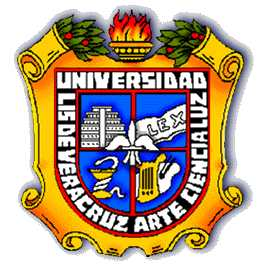 UNIVERSIDAD
LIS DE VERACRUZ ARTE CIENCIA LUZ
LEX